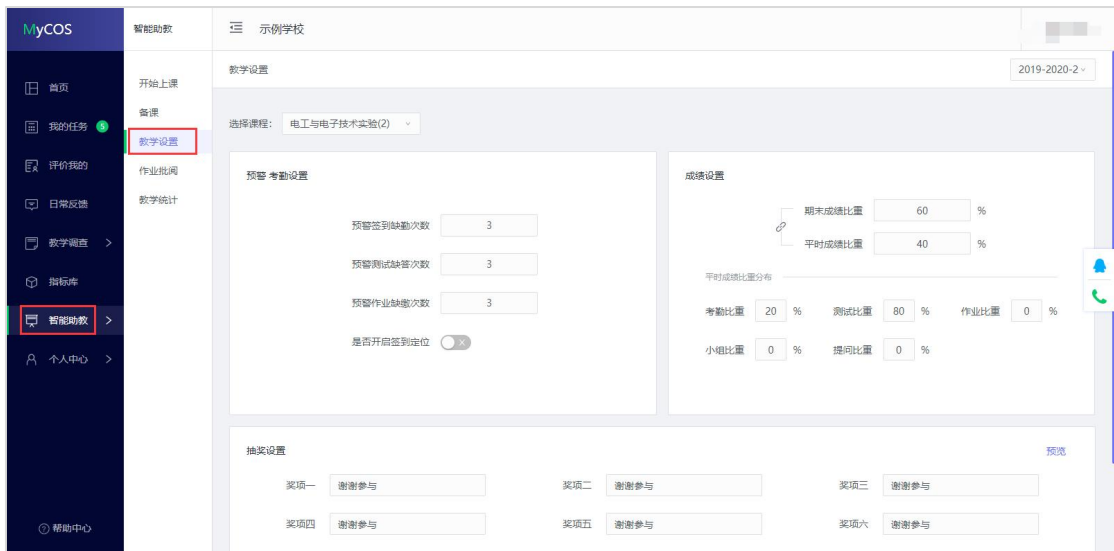 MyCOS
智能助教
示例学校
首页
我的任务 5
评价我的
日常反馈
教学调查 >
指标库
智能助教 >
个人中心 >
帮助中心
开始上课
备课
教学设置
作业批阅
教学统计
教学设置
2019-2020-2
选择课程: 电工与电子技术实验(2)
预警 考勤设置
预警签到缺勤次数 3
预警测试缺答次数 3
预警作业缺缴次数 3
是否开启签到定位
成绩设置
期末成绩比重 60 %
平时成绩比重 40 %
平时成绩比重分布
考勤比重 20 % 测试比重 80 % 作业比重 0 %
小组比重 0 % 提问比重 0 %
抽奖设置
预览
奖项一 谢谢参与 奖项二 谢谢参与 奖项三 谢谢参与
奖项四 谢谢参与 奖项五 谢谢参与 奖项六 谢谢参与